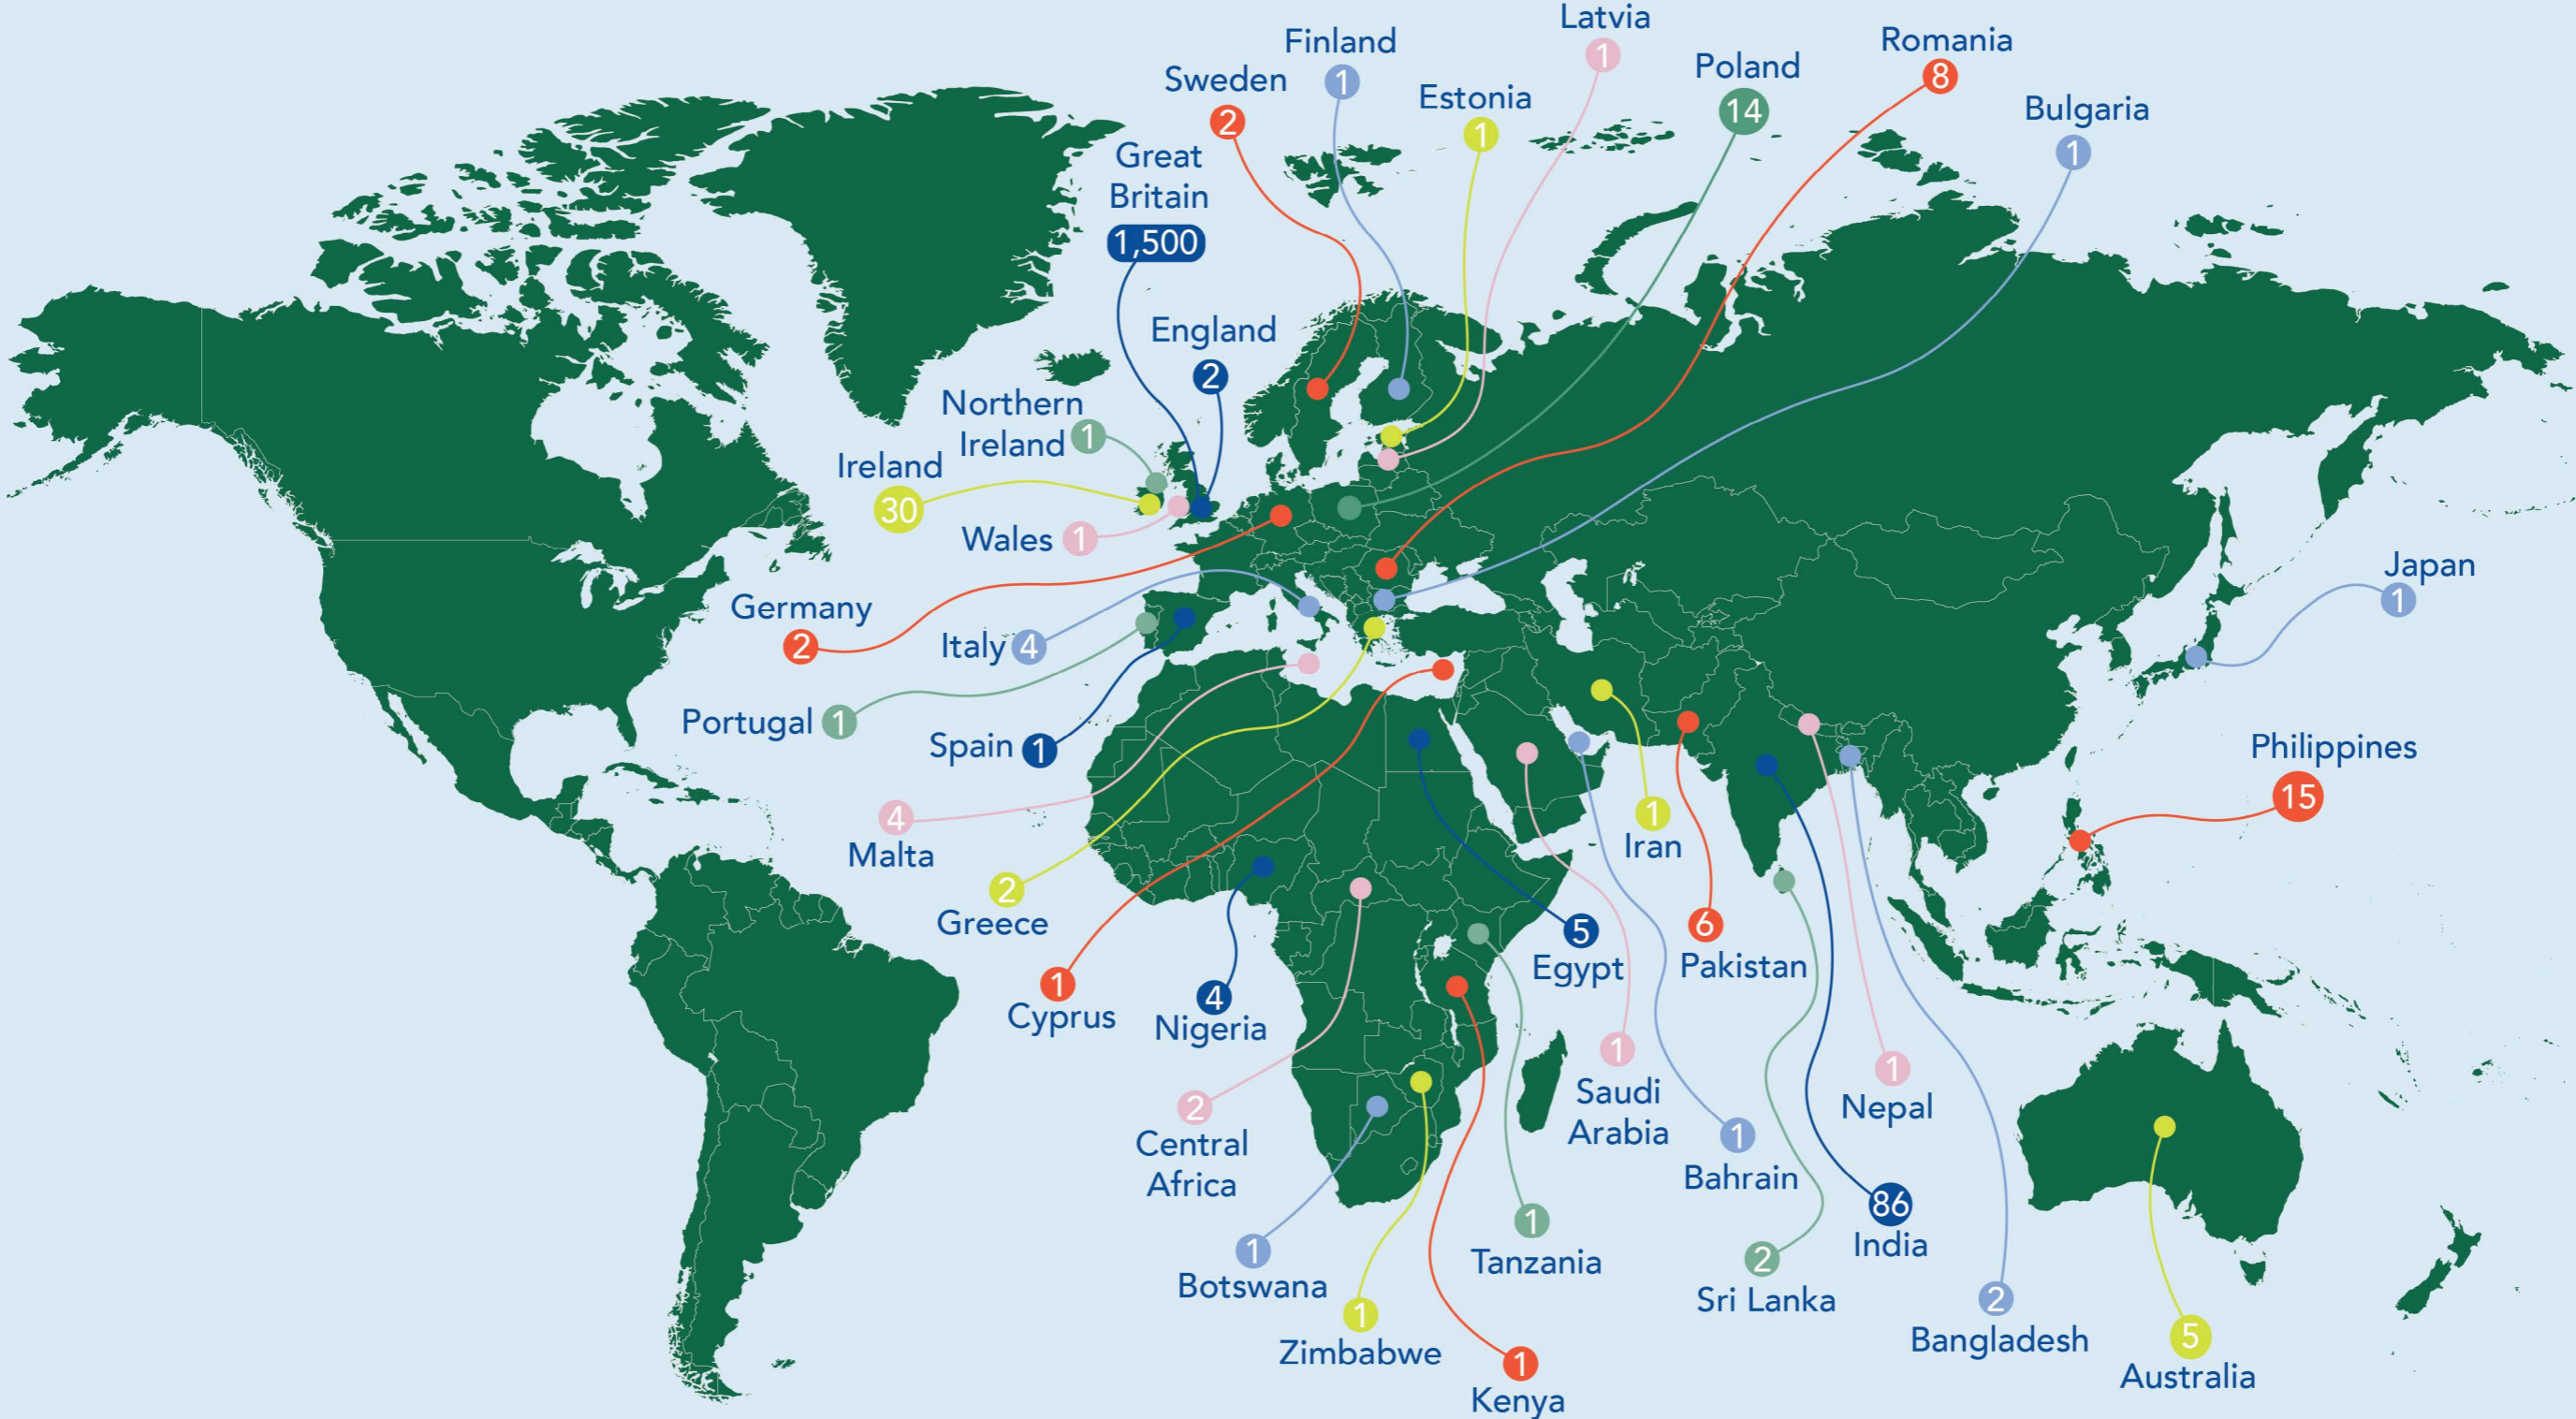 Latvia
1
Finland
1
Romania
8
Sweden
2
Estonia
1
Poland
14
Bulgaria
1
Great
Britain
1,500
England
2
Northern
Ireland 1
Ireland
30
Wales 1
Germany
2
Italy 4
Portugal 1
Spain 1
Japan
1
Philippines
15
4
Malta
2
Greece
1
Cyprus
4
Nigeria
2
Central
Africa
1
Botswana
1
Zimbabwe
1
Kenya
1
Tanzania
5
Egypt
1
Iran
6
Pakistan
1
Saudi
Arabia
1
Bahrain
2
Sri Lanka
86
India
1
Nepal
2
Bangladesh
5
Australia